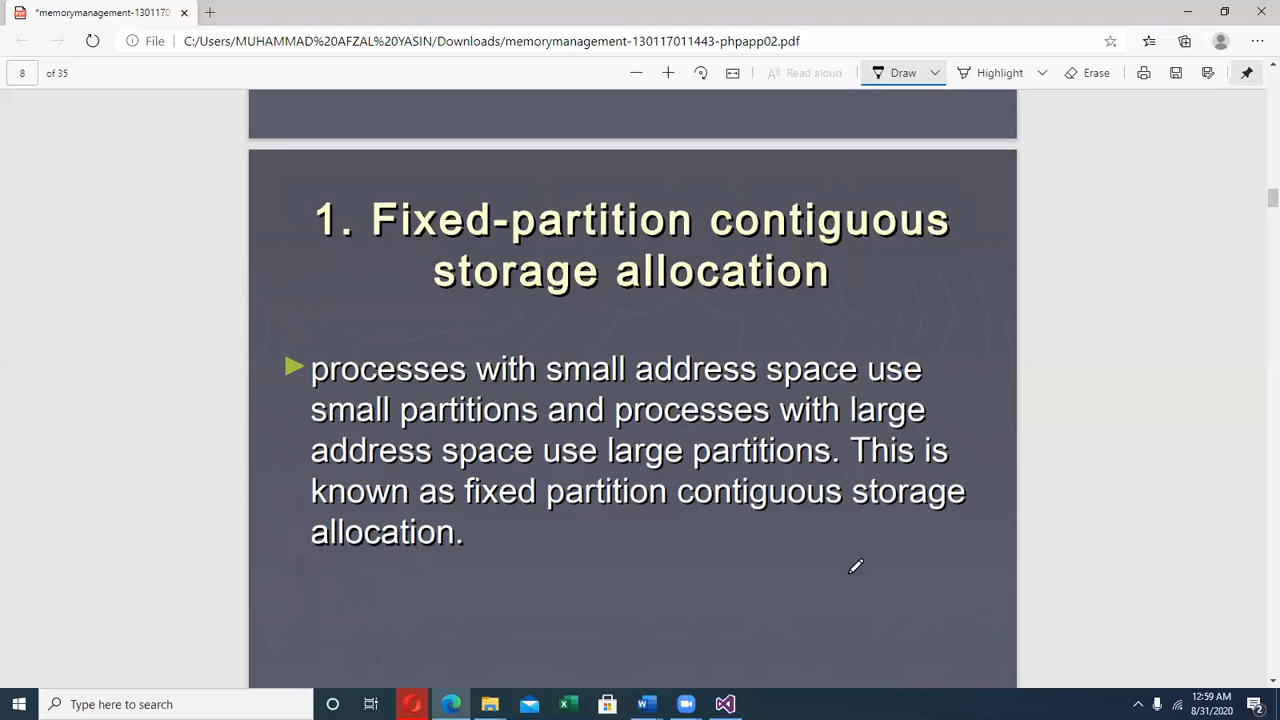 *memorymanagement-1301170
File
C:/Users/MUHAMMAD%20AFZAL%20YASIN/Downloads/memorymanagement-130117011443-phpapp02.pdf
8 of 35
Read aloud
Draw
Highlight
Erase
1. Fixed-partition contiguous
storage allocation
processes with small address space use
small partitions and processes with large
address space use large partitions. This is
known as fixed partition contiguous storage
allocation.
Type here to search
12:59 AM
8/31/2020
2